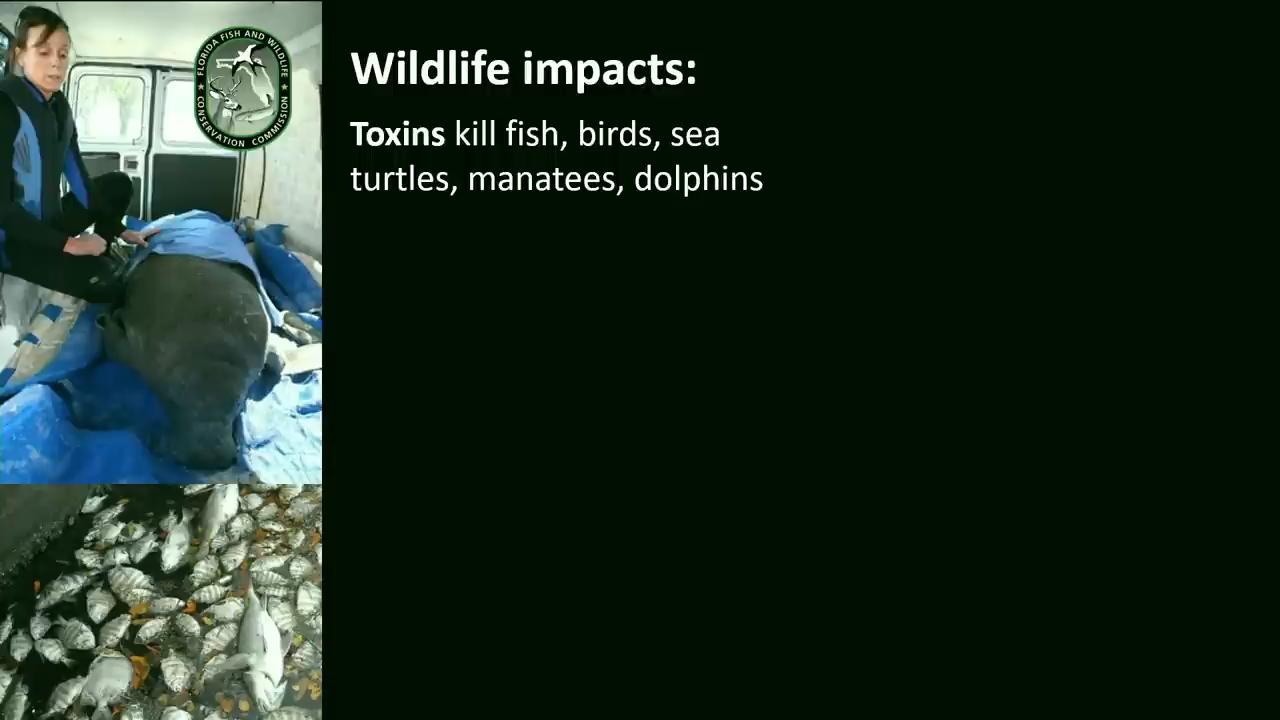 FLORIDA FISH AND WILDLIFE
CONSERVATION COMMISSION
Wildlife impacts:
Toxins kill fish, birds, sea
turtles, manatees, dolphins